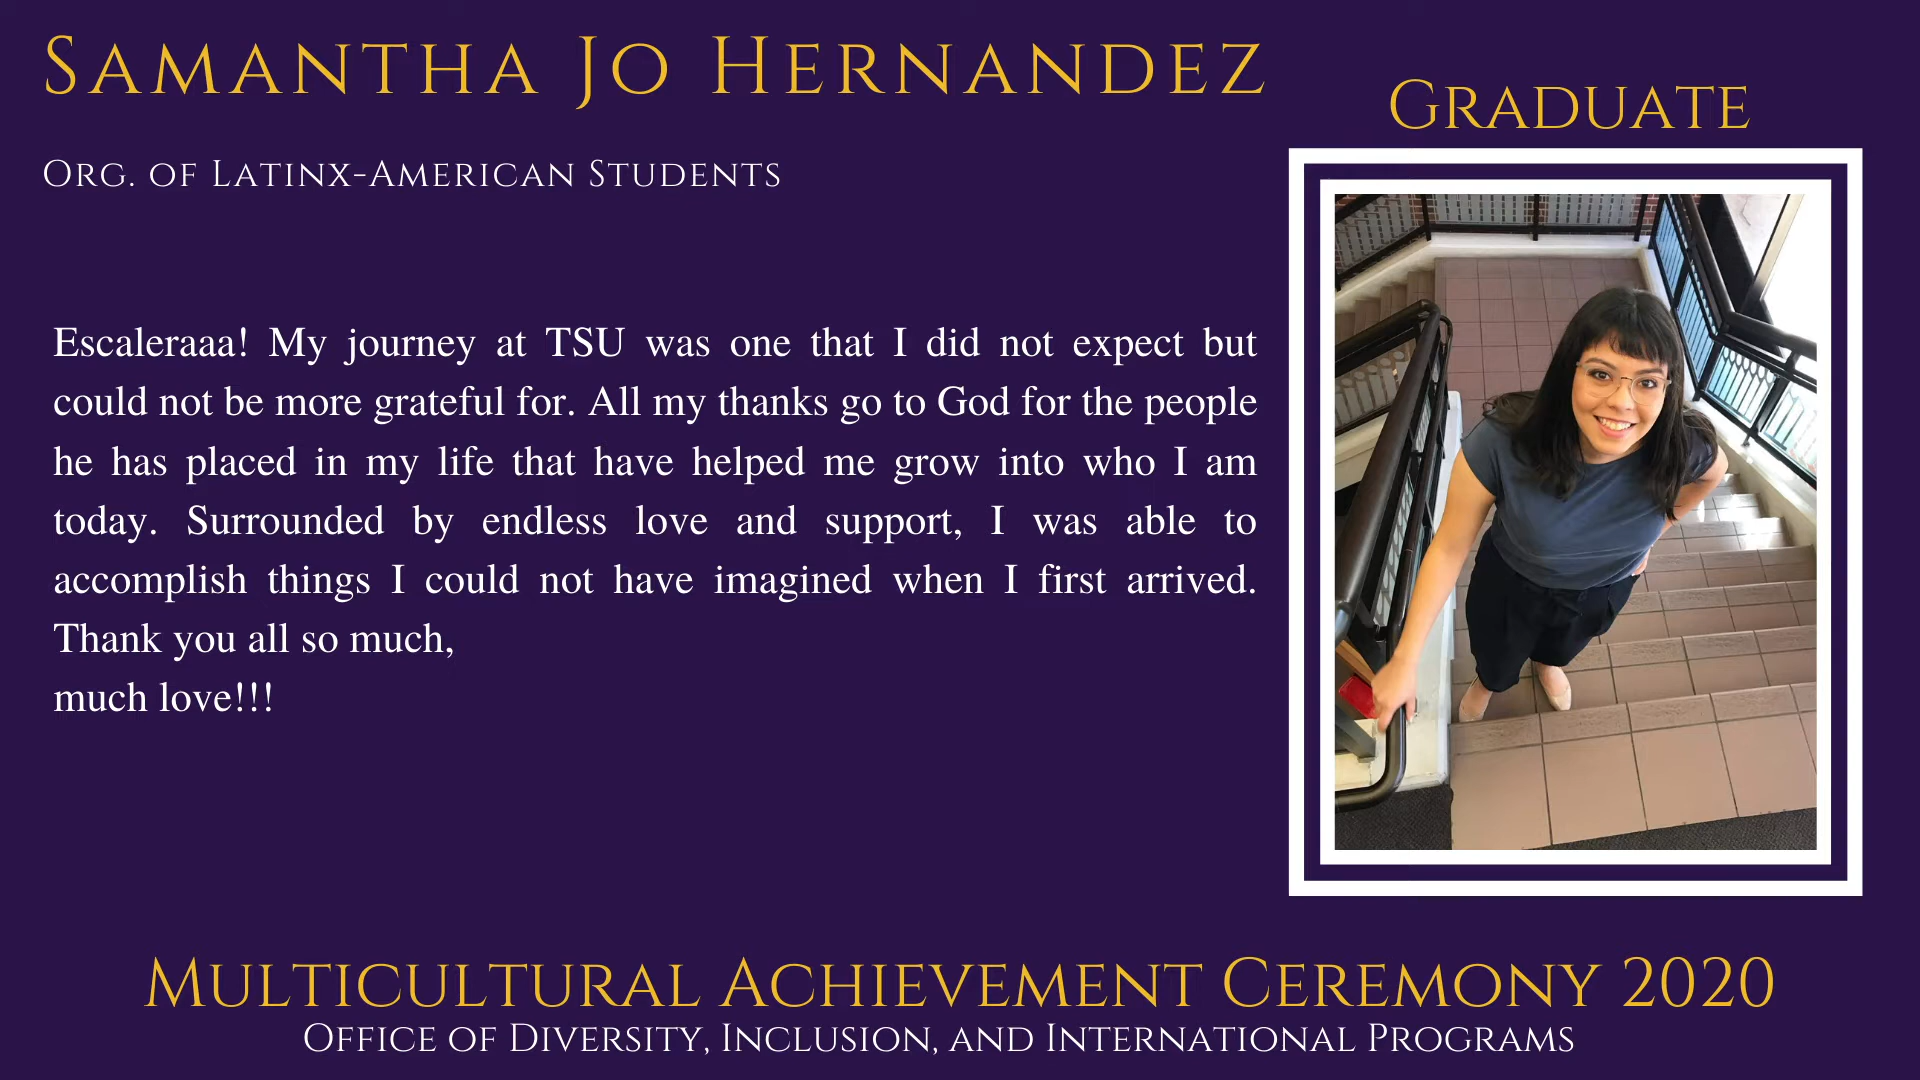 Samantha Jo Hernandez
Graduate
Org. of Latinx-American Students
Escaleraaa! My journey at TSU was one that I did not expect but
could not be more grateful for. All my thanks go to God for the people
he has placed in my life that have helped me grow into who I am
today. Surrounded by endless love and support, I was able to
accomplish things I could not have imagined when I first arrived.
Thank you all so much,
much love!!!
Multicultural Achievement Ceremony 2020
Office of Diversity, Inclusion, and International Programs